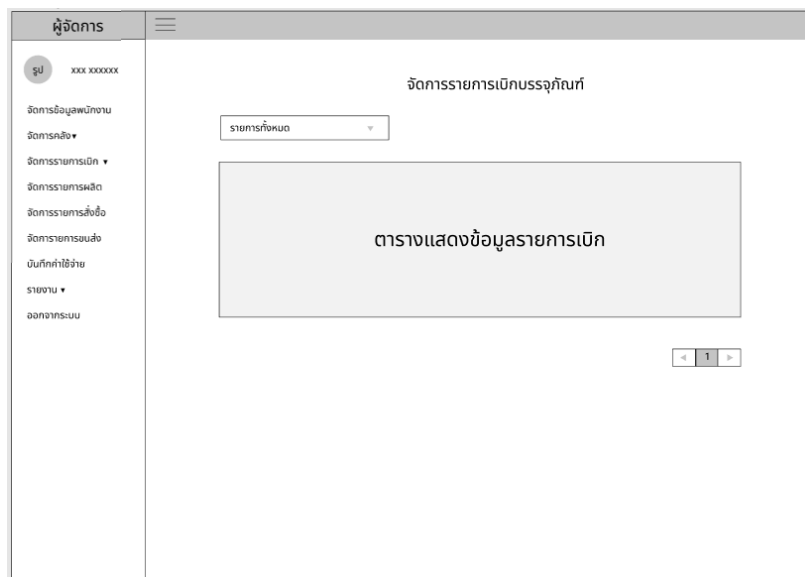 ผู้จัดการ
รูป xxx xxxxxx
จัดการข้อมูลพนักงาน
จัดการคลัง▾
จัดการรายการเบิก ▾
จัดการรายการผลิต
จัดการรายการสั่งซื้อ
จัดการายการขนส่ง
บันทึกค่าใช้จ่าย
รายงาน ▾
ออกจากระบบ
จัดการรายการเบิกบรรจุภัณฑ์
รายการทั้งหมด
ตารางแสดงข้อมูลรายการเบิก
1